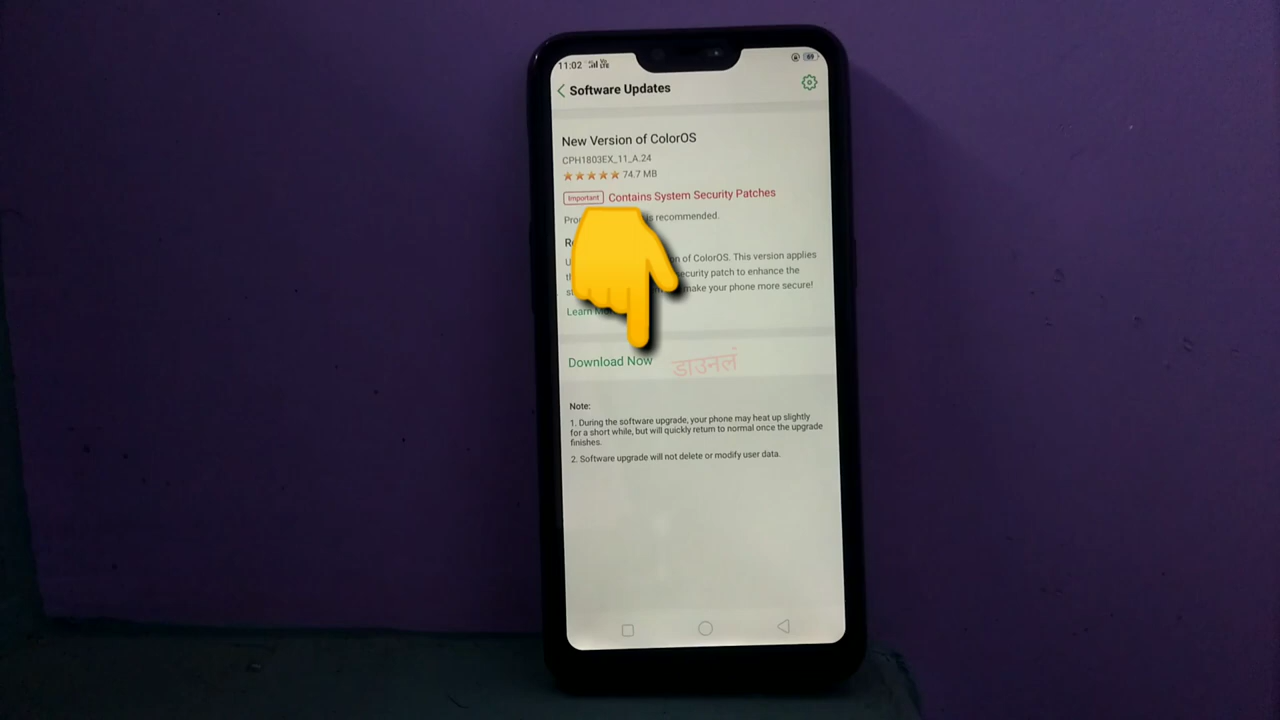 11:02
Software Updates
New Version of ColorOS
CPH1803EX_11_A.24
74.7 MB
Important Contains System Security Patches
is recommended.
of ColorOS. This version applies
security patch to enhance the
make your phone more secure!
Learn
Download Now डाउनलं
Note:
1. During the software upgrade, your phone may heat up slightly
for a short while, but will quickly return to normal once the upgrade
finishes.
2. Software upgrade will not delete or modify user data.